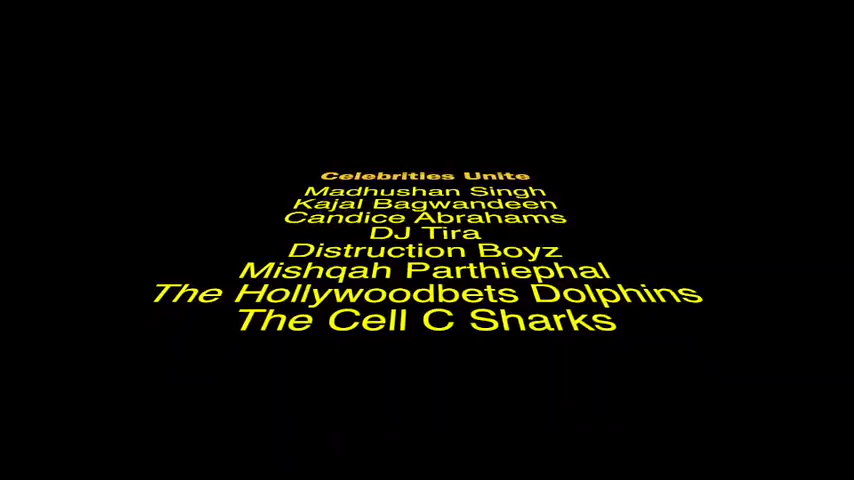 Celebrities Unite
Madhushan Singh
Kajal Bagwandeen
Candice Abrahams
DJ Tira
Distruction Boyz
Mishqah Parthiephal
The Hollywoodbets Dolphins
The Cell C Sharks